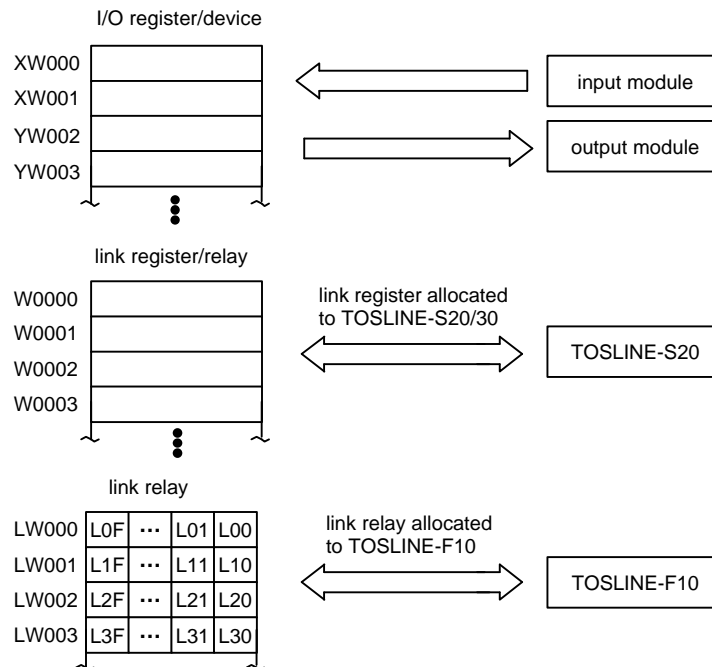 I/O register/device
XW000
XW001
YW002
YW003
input module
output module
link register/relay
W0000
W0001
W0002
W0003
link register allocated
to TOSLINE-S20/30
TOSLINE-S20
link relay
LW000 L0F ··· L01 L00
LW001 L1F ··· L11 L10
LW002 L2F ··· L21 L20
LW003 L3F ··· L31 L30
link relay allocated
to TOSLINE-F10
TOSLINE-F10